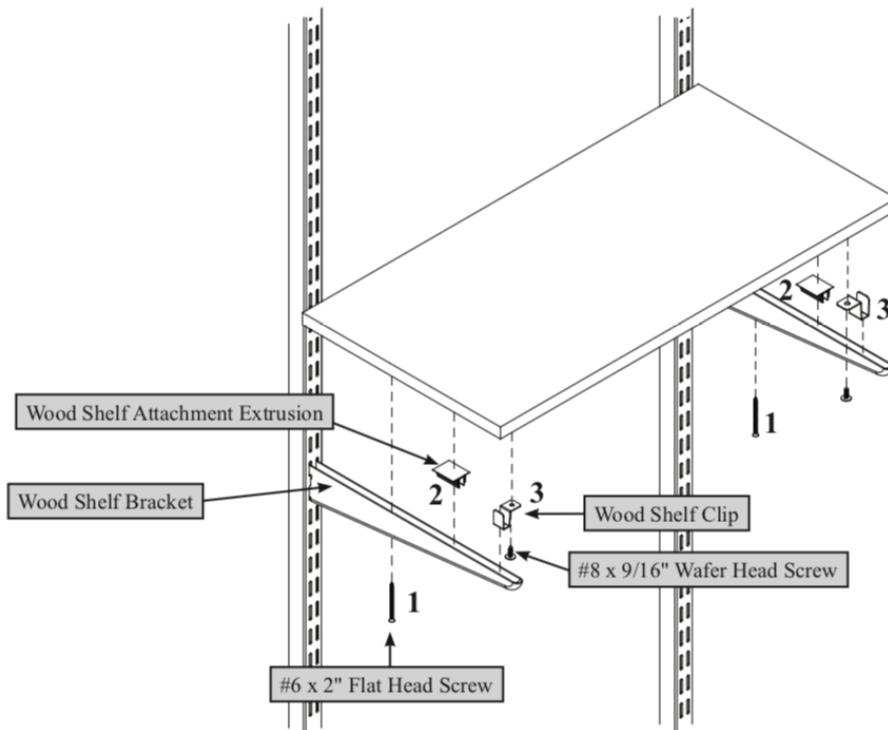 2
3
1
Wood Shelf Attachment Extrusion
2
Wood Shelf Bracket
3
Wood Shelf Clip
#8 x 9/16" Wafer Head Screw
1
#6 x 2" Flat Head Screw